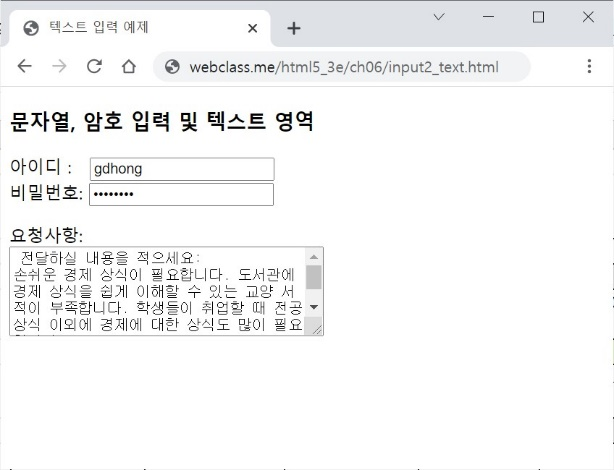 텍스트 입력 예제
webclass.me/html5_3e/ch06/input2_text.html
문자열, 암호 입력 및 텍스트 영역
아이디 : gdhong
비밀번호: ••••••••
요청사항:
전달하실 내용을 적으세요:
손쉬운 경제 상식이 필요합니다. 도서관에
경제 상식을 쉽게 이해할 수 있는 교양 서
적이 부족합니다. 학생들이 취업할 때 전공
상식 이외에 경제에 대한 상식도 많이 필요